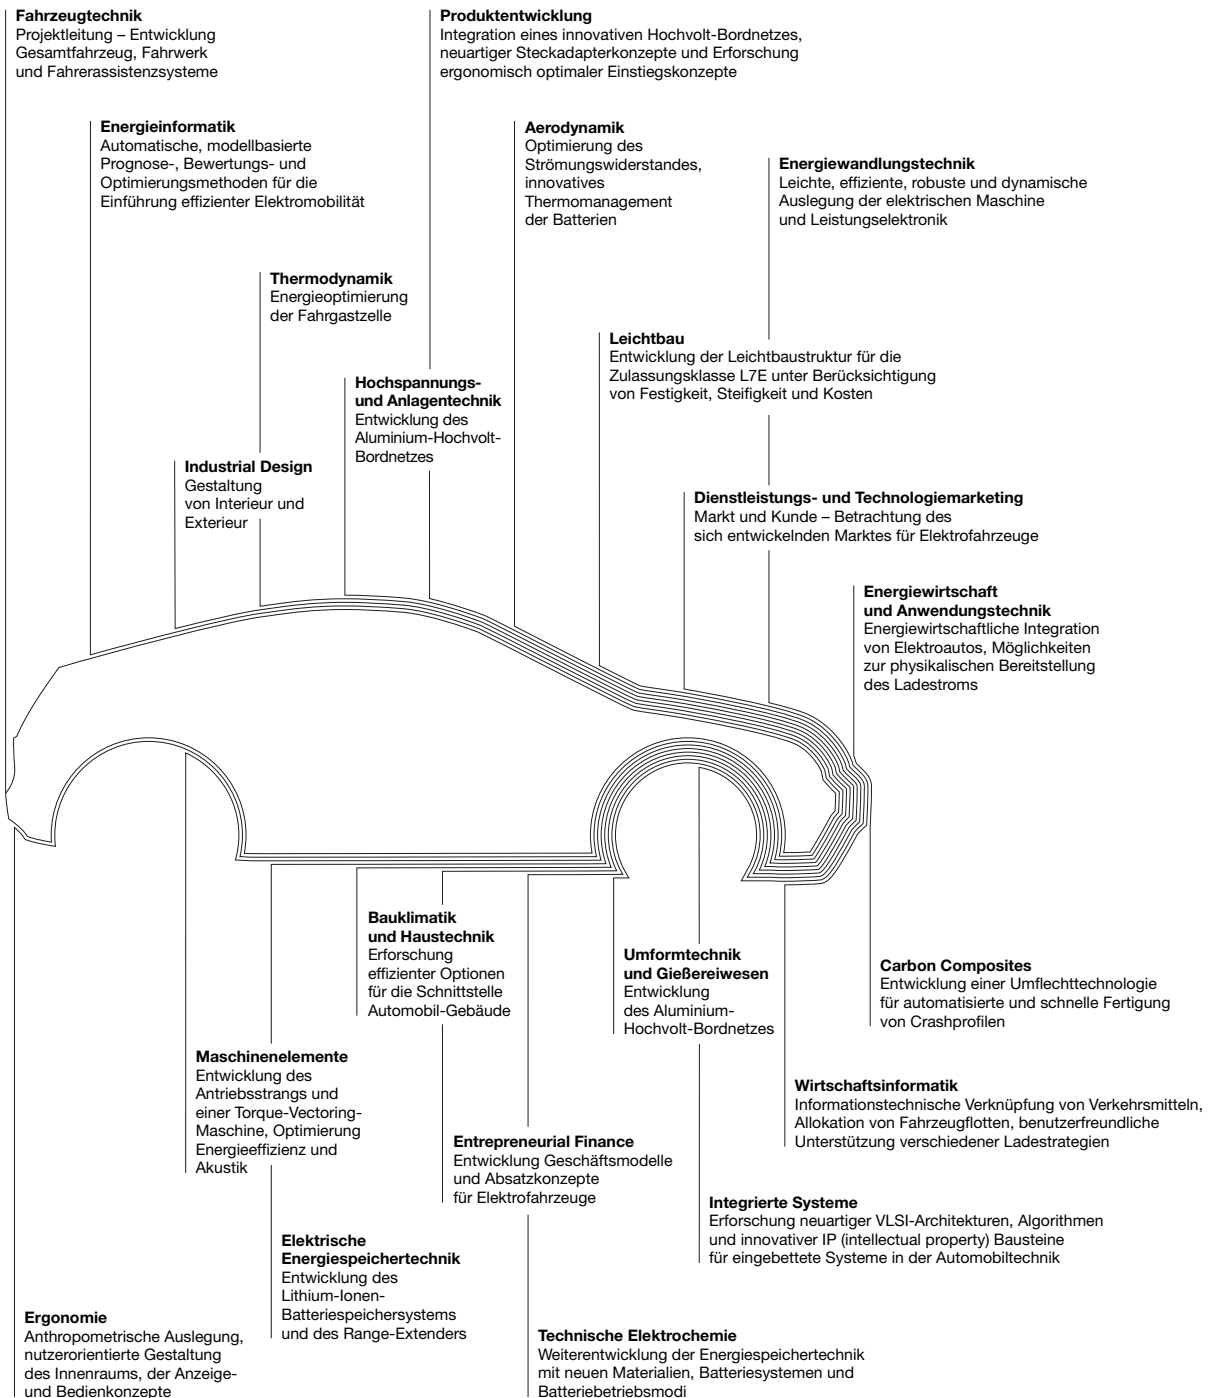 Fahrzeugtechnik
Projektleitung – Entwicklung
Gesamtfahrzeug, Fahrwerk
und Fahrerassistenzsysteme
Produktentwicklung
Integration eines innovativen Hochvolt-Bordnetzes,
neuartiger Steckadapterkonzepte und Erforschung
ergonomisch optimaler Einstiegskonzepte
Energieinformatik
Automatische, modellbasierte
Prognose-, Bewertungs- und
Optimierungsmethoden für die
Einführung effizienter Elektromobilität
Aerodynamik
Optimierung des
Strömungswiderstandes,
innovatives
Thermomanagement
der Batterien
Energiewandlungstechnik
Leichte, effiziente, robuste und dynamische
Auslegung der elektrischen Maschine
und Leistungselektronik
Thermodynamik
Energieoptimierung
der Fahrgastzelle
Leichtbau
Entwicklung der Leichtbaustruktur für die
Zulassungsklasse L7E unter Berücksichtigung
von Festigkeit, Steifigkeit und Kosten
Hochspannungs-
und Anlagentechnik
Entwicklung des
Aluminium-Hochvolt-
Bordnetzes
Industrial Design
Gestaltung
von Interieur und
Exterieur
Dienstleistungs- und Technologiemarketing
Markt und Kunde – Betrachtung des
sich entwickelnden Marktes für Elektrofahrzeuge
Energiewirtschaft
und Anwendungstechnik
Energiewirtschaftliche Integration
von Elektroautos, Möglichkeiten
zur physikalischen Bereitstellung
des Ladestroms
Bauklimatik
und Haustechnik
Erforschung
effizienter Optionen
für die Schnittstelle
Automobil-Gebäude
Umformtechnik
und Gießereiwesen
Entwicklung
des Aluminium-
Hochvolt-Bordnetzes
Carbon Composites
Entwicklung einer Umflechttechnologie
für automatisierte und schnelle Fertigung
von Crashprofilen
Maschinenelemente
Entwicklung des
Antriebsstrangs und
einer Torque-Vectoring-
Maschine, Optimierung
Energieeffizienz und
Akustik
Wirtschaftsinformatik
Informationstechnische Verknüpfung von Verkehrsmitteln,
Allokation von Fahrzeugflotten, benutzerfreundliche
Unterstützung verschiedener Ladestrategien
Entrepreneurial Finance
Entwicklung Geschäftsmodelle
und Absatzkonzepte
für Elektrofahrzeuge
Integrierte Systeme
Erforschung neuartiger VLSI-Architekturen, Algorithmen
und innovativer IP (intellectual property) Bausteine
für eingebettete Systeme in der Automobiltechnik
Elektrische
Energiespeichertechnik
Entwicklung des
Lithium-Ionen-
Batteriespeichersystems
und des Range-Extenders
Ergonomie
Anthropometrische Auslegung,
nutzerorientierte Gestaltung
des Innenraums, der Anzeige-
und Bedienkonzepte
Technische Elektrochemie
Weiterentwicklung der Energiespeichertechnik
mit neuen Materialien, Batteriesystemen und
Batteriebetriebsmodi